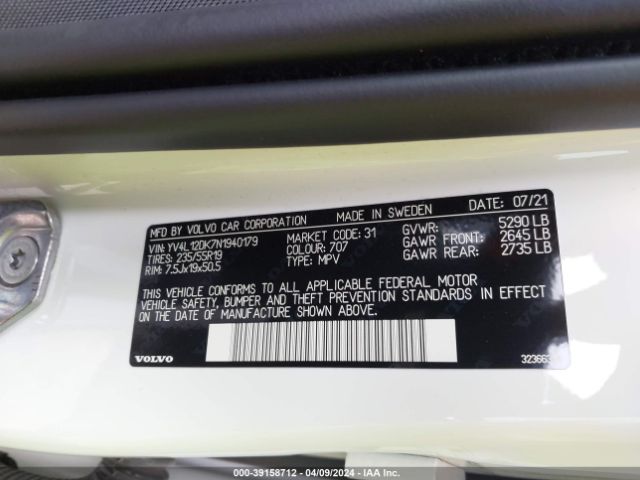 MFD BY VOLVO CAR CORPORATION MADE IN SWEDEN DATE: 07/21
VIN: YV4L12DK7N1940179 MARKET CODE: 31 GVWR: 5290 LB
TIRES: 235/55R19 COLOUR: 707 GAWR FRONT: 2645 LB
RIM: 7.5Jx19x50.5 TYPE: MPV GAWR REAR: 2735 LB
THIS VEHICLE CONFORMS TO ALL APPLICABLE FEDERAL MOTOR
VEHICLE SAFETY, BUMPER AND THEFT PREVENTION STANDARDS IN EFFECT
ON THE DATE OF MANUFACTURE SHOWN ABOVE.
VOLVO
000-39158712 - 04/09/2024 - IAA Inc.